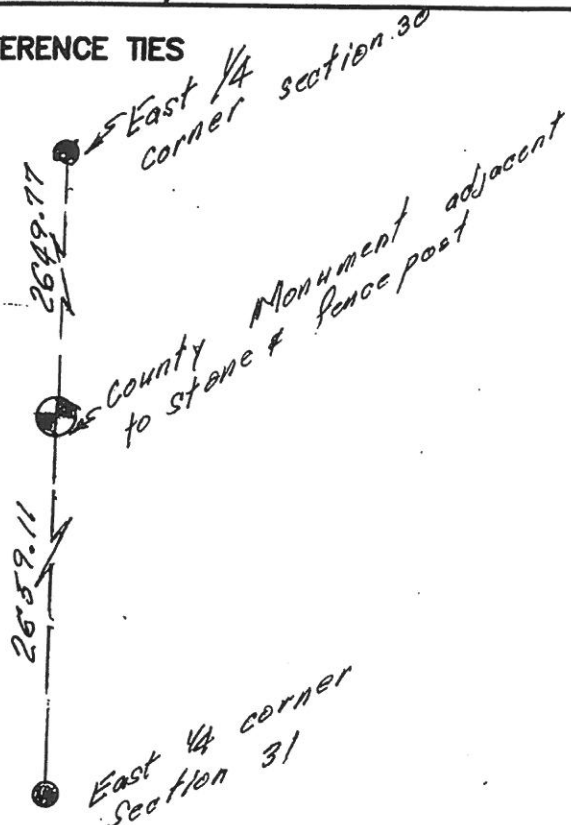 ERENCE TIES
East 1/4
corner section 30
2649.77
County Monument adjacent
to stone & fence post
2659.11
East 1/4 corner
Section 31